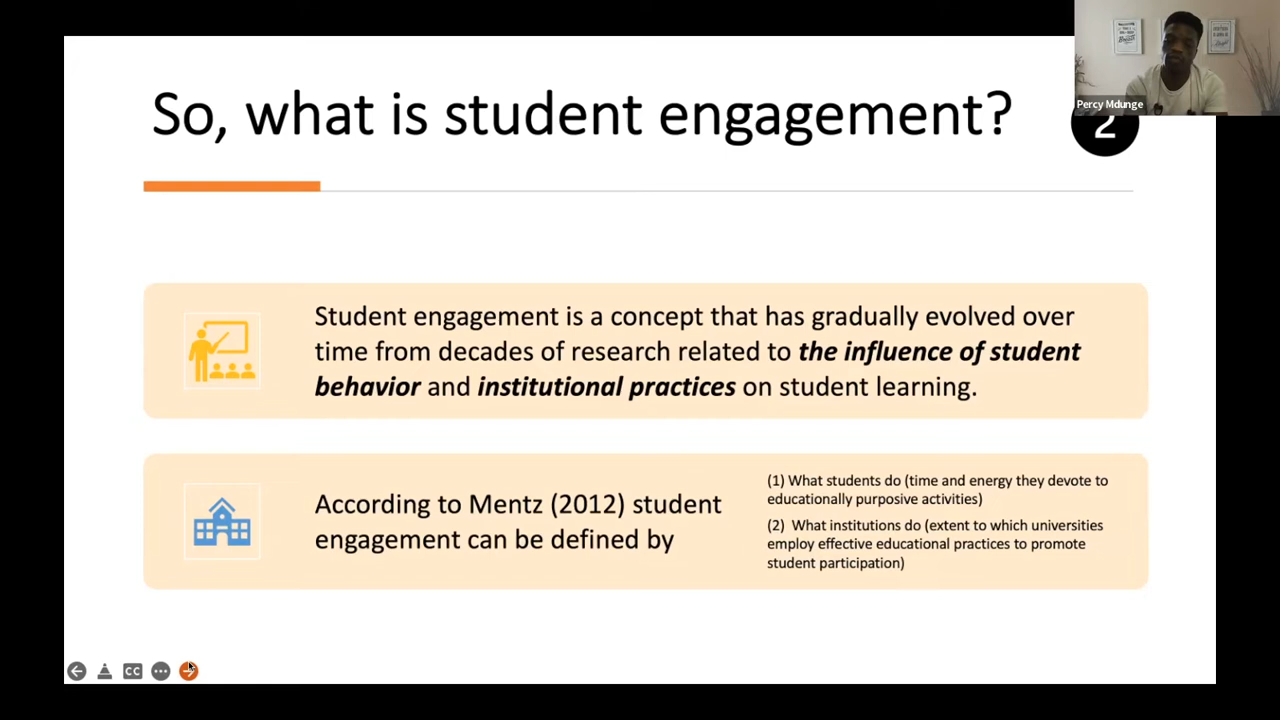 So, what is student engagement?
2
Percy Mdunge
Student engagement is a concept that has gradually evolved over
time from decades of research related to the influence of student
behavior and institutional practices on student learning.
According to Mentz (2012) student
engagement can be defined by
(1) What students do (time and energy they devote to
educationally purposive activities)
(2) What institutions do (extent to which universities
employ effective educational practices to promote
student participation)
CC